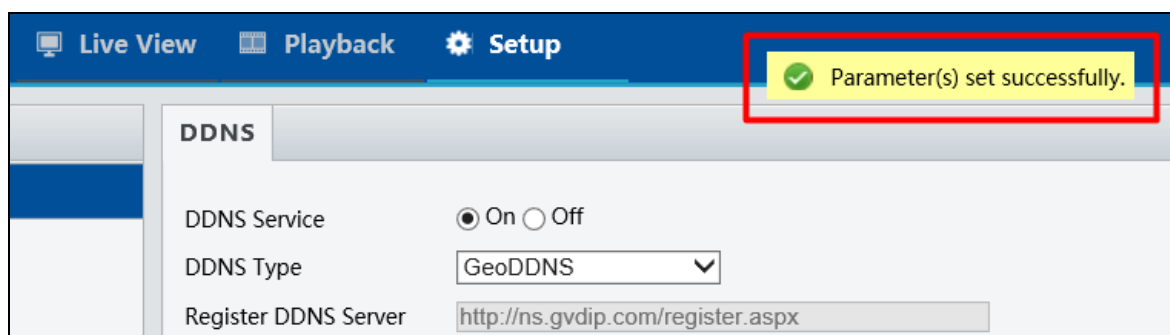 Live View Playback Setup
Parameter(s) set successfully.
DDNS
DDNS Service On Off
DDNS Type GeoDDNS
Register DDNS Server http://ns.gvdip.com/register.aspx